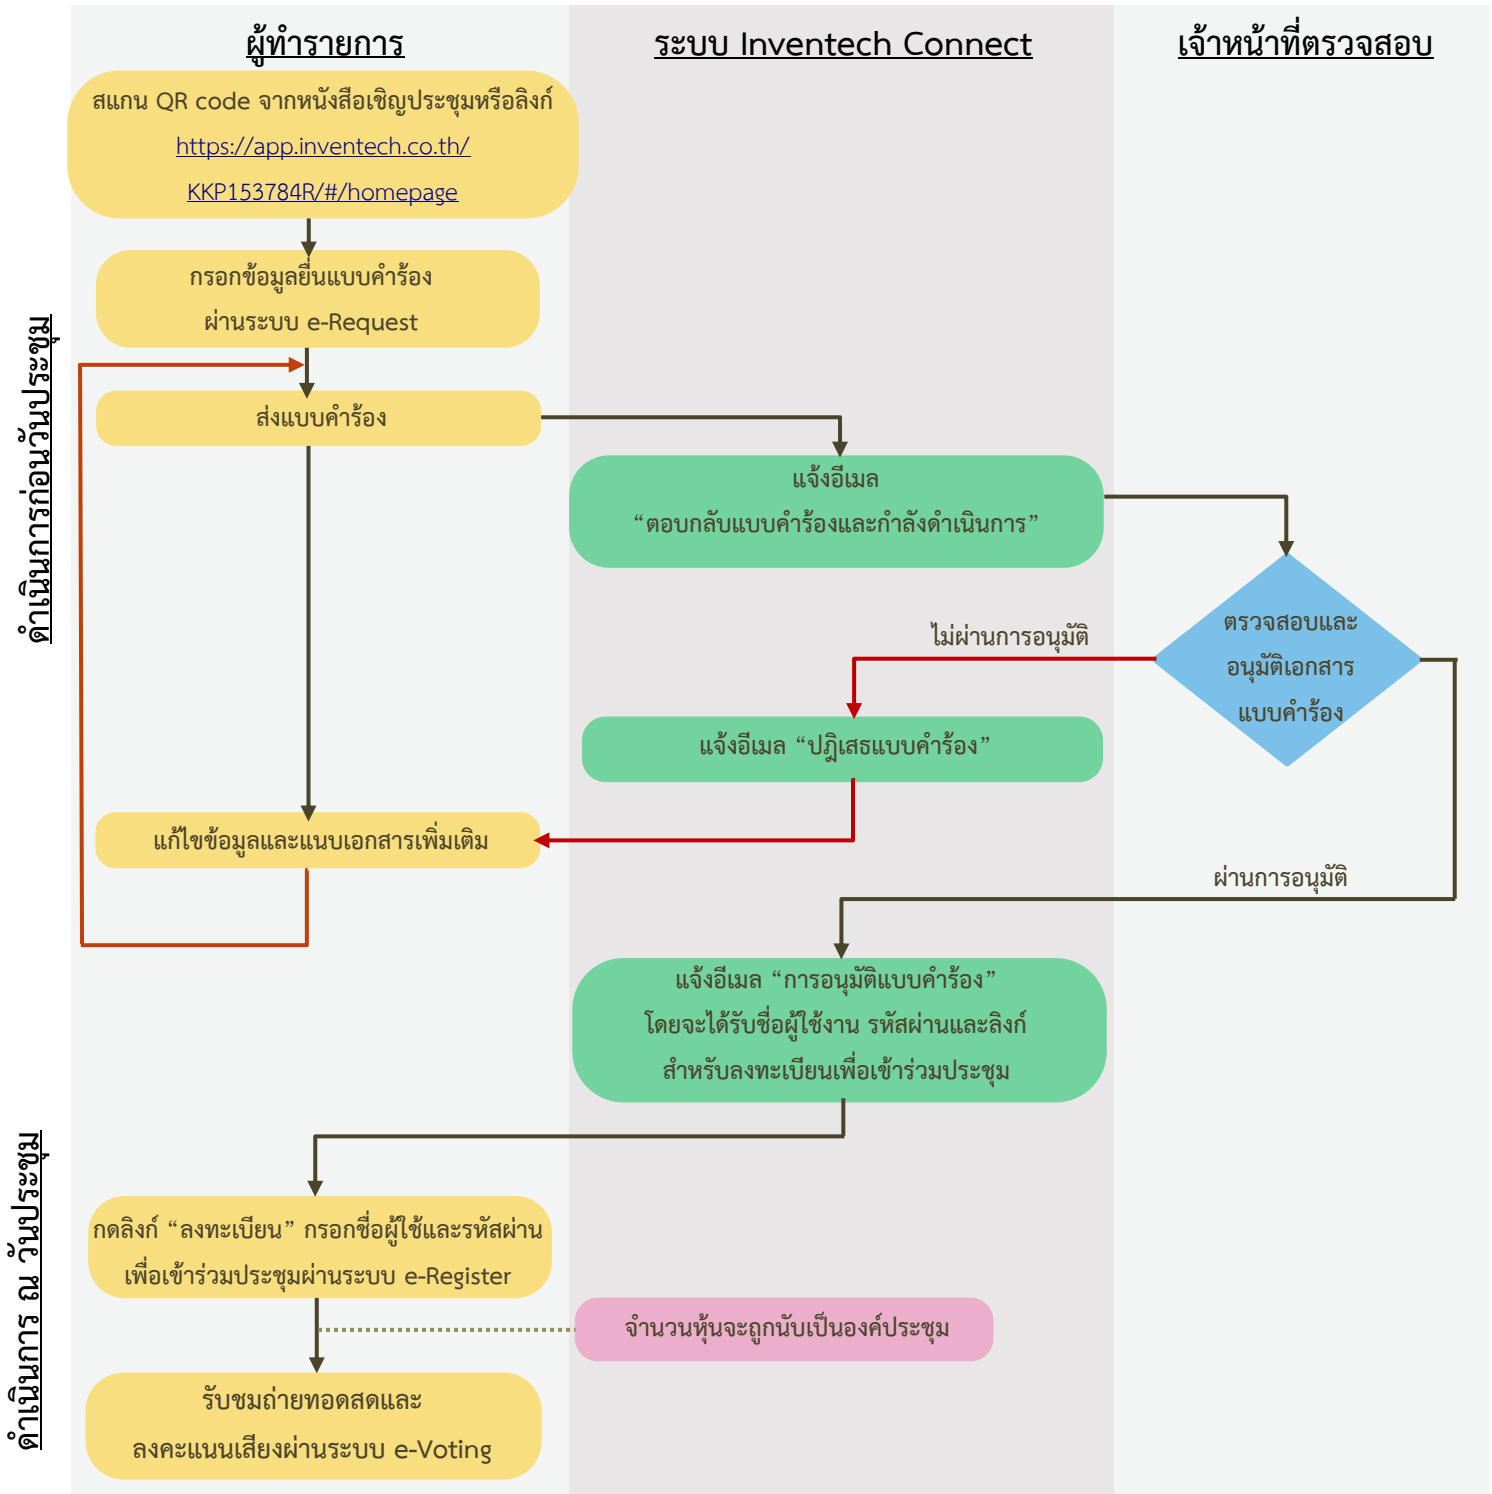 ผู้ทำรายการ
ระบบ Inventech Connect
เจ้าหน้าที่ตรวจสอบ
ดำเนินการก่อนวันประชุม
สแกน QR code จากหนังสือเชิญประชุมหรือลิงก์
https://app.inventech.co.th/
KKP153784R/#/homepage
กรอกข้อมูลยื่นแบบคำร้อง
ผ่านระบบ e-Request
ส่งแบบคำร้อง
แจ้งอีเมล
“ตอบกลับแบบคำร้องและกำลังดำเนินการ”
ตรวจสอบและ
อนุมัติเอกสาร
แบบคำร้อง
ไม่ผ่านการอนุมัติ
แจ้งอีเมล “ปฎิเสธแบบคำร้อง”
แก้ไขข้อมูลและแนบเอกสารเพิ่มเติม
ผ่านการอนุมัติ
แจ้งอีเมล “การอนุมัติแบบคำร้อง”
โดยจะได้รับชื่อผู้ใช้งาน รหัสผ่านและลิงก์
สำหรับลงทะเบียนเพื่อเข้าร่วมประชุม
ดำเนินการ ณ วันประชุม
กดลิงก์ “ลงทะเบียน” กรอกชื่อผู้ใช้และรหัสผ่าน
เพื่อเข้าร่วมประชุมผ่านระบบ e-Register
จำนวนหุ้นจะถูกนับเป็นองค์ประชุม
รับชมถ่ายทอดสดและ
ลงคะแนนเสียงผ่านระบบ e-Voting